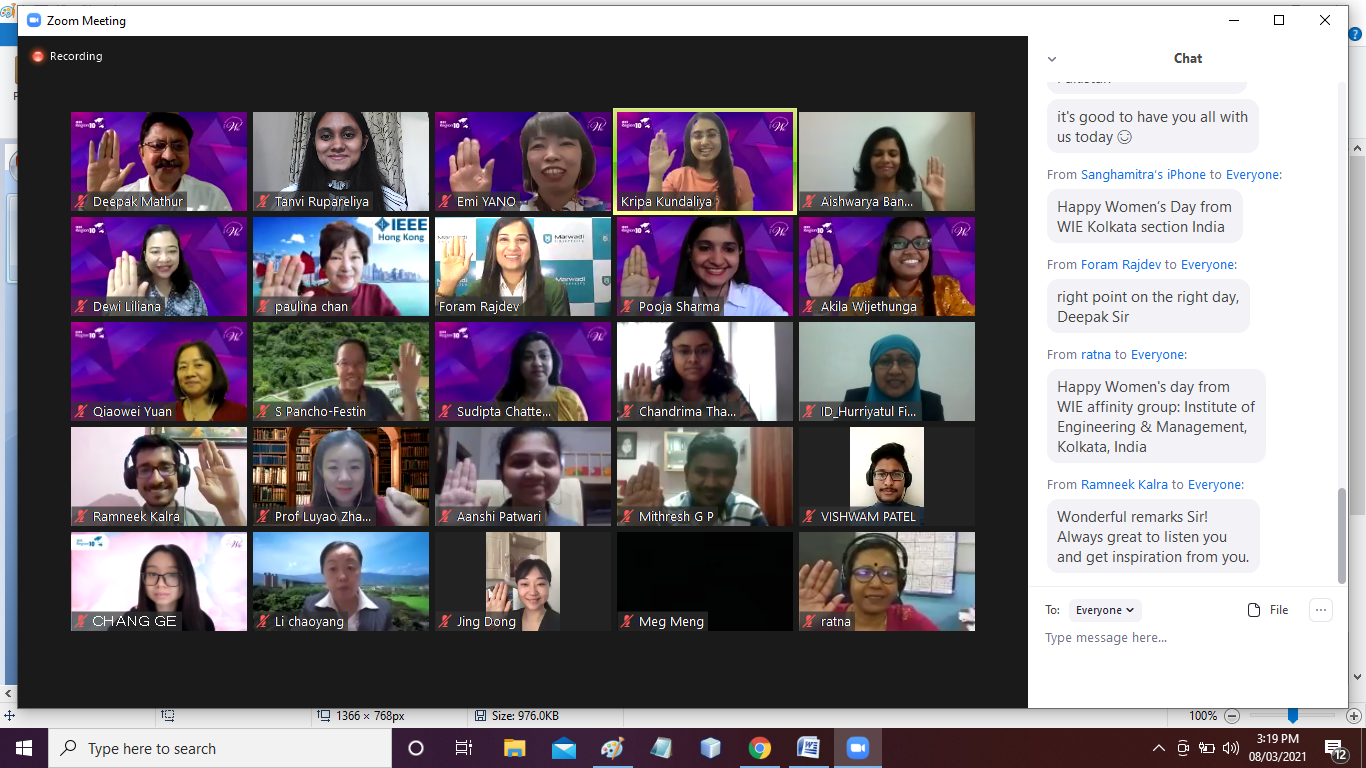 Zoom Meeting
Recording
IEEE
Region10
Deepak Mathur
Tanvi Rupareliya
Emi YANO
Kripa Kundaliya
Aishwarya Ban...
Dewi Liliana
IEEE
Hong Kong
paulina chan
Marwadi
Foram Rajdev
Pooja Sharma
Akila Wijethunga
Qiaowei Yuan
S Pancho-Festin
Sudipta Chatte...
Chandrima Tha...
ID_Hurriyatul Fi...
Ramneek Kalra
Prof Luyao Zha...
Aanshi Patwari
Mithresh G P
VISHWAM PATEL
CHANG GE
Li chaoyang
Jing Dong
Meg Meng
ratna
Chat
it's good to have you all with
us today ☺
From Sanghamitra's iPhone to Everyone:
Happy Women's Day from
WIE Kolkata section India
From Foram Rajdev to Everyone:
right point on the right day,
Deepak Sir
From ratna to Everyone:
Happy Women's day from
WIE affinity group: Institute of
Engineering & Management,
Kolkata, India
From Ramneek Kalra to Everyone:
Wonderful remarks Sir!
Always great to listen you
and get inspiration from you.
To: Everyone
File
Type message here...
1366 × 768px
Size: 976.0KB
100%
Type here to search
3:19 PM
08/03/2021
12